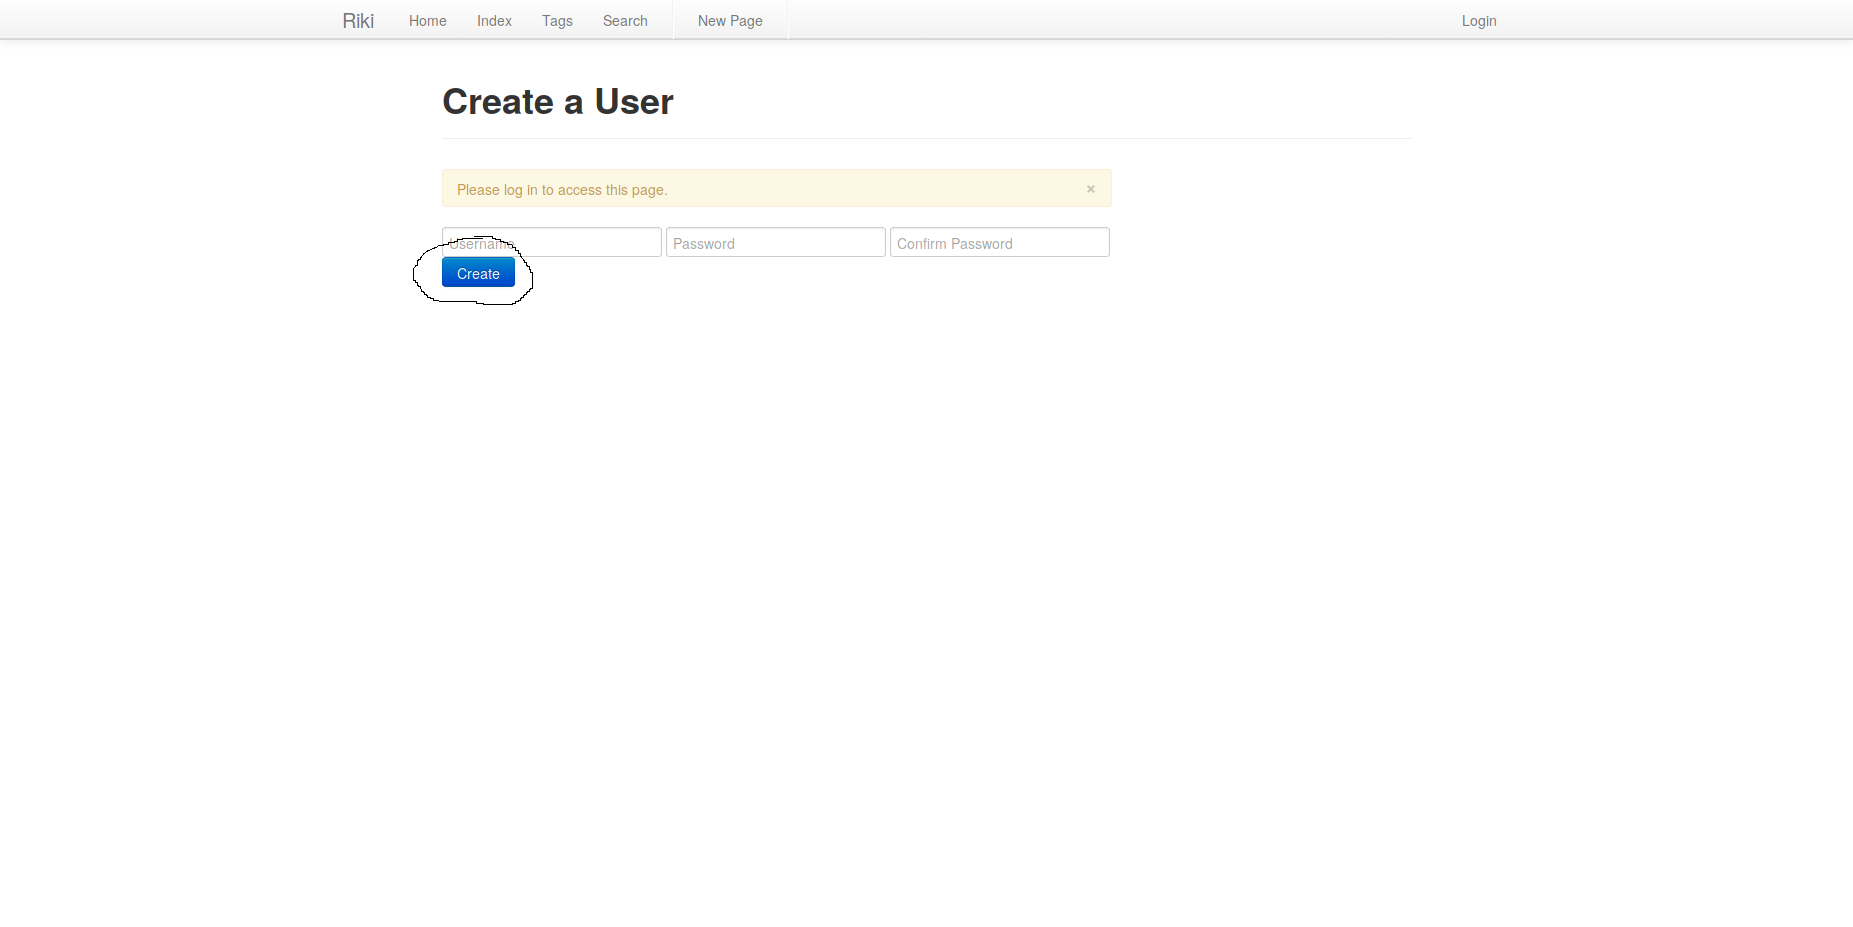 Riki Home Index Tags Search New Page Login
Create a User
Please log in to access this page. ×
Username Password Confirm Password
Create